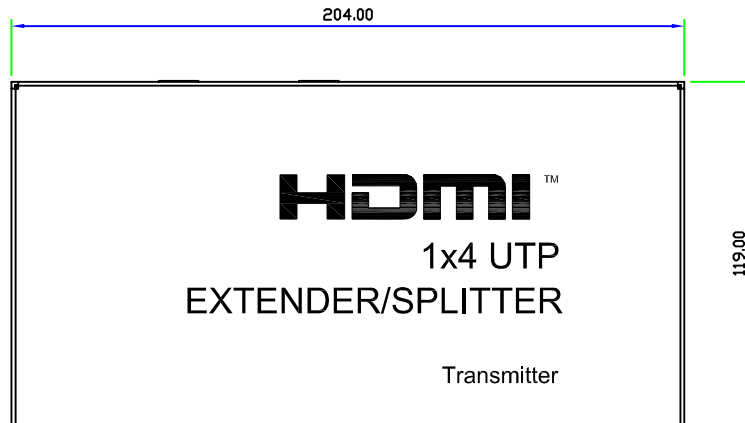 204.00
HDMI™
1x4 UTP
119.00
EXTENDER/SPLITTER
Transmitter